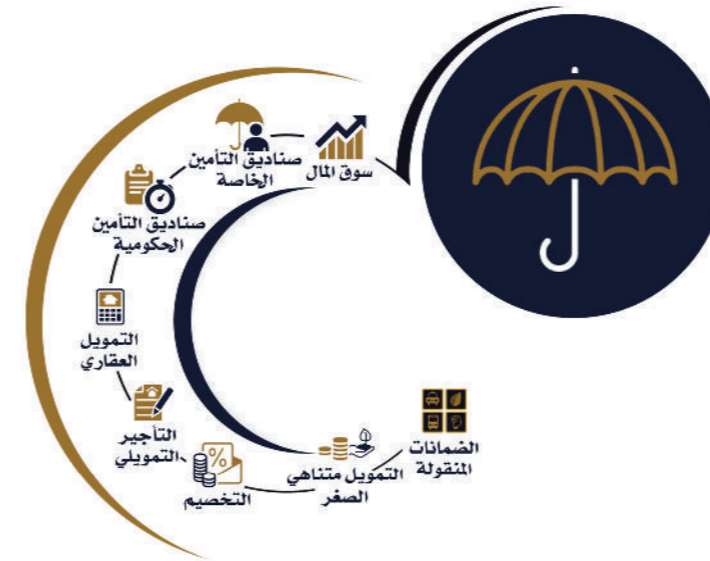 سوق المال
صناديق التأمين
الخاصة
صناديق التأمين
الحكومية
التمويل
العقاري
التأجير
التمويلي
التخصيم
التمويل متناهي
الصغر
الضمانات
المنقولة